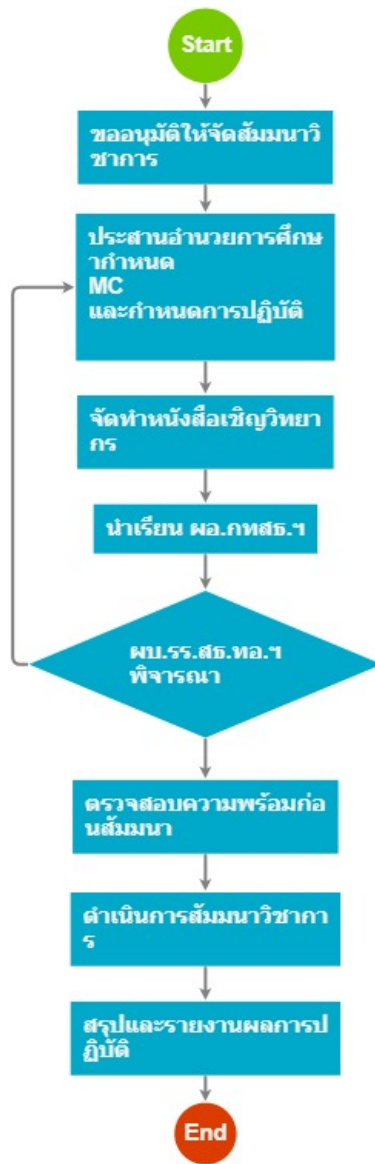 Start
ขออนุมัติให้จัดสัมมนาวิ
ชาการ
ประสานอำนวยการศึกษ
ากำหนด
MC
และกำหนดการปฏิบัติ
จัดทำหนังสือเชิญวิทยา
กร
นำเรียน ผอ.กทสธ.ฯ
ผบ.รร.สธ.ทอ.ฯ
พิจารณา
ตรวจสอบความพร้อมก่อ
นสัมมนา
ดำเนินการสัมมนาวิชากา
ร
สรุปและรายงานผลการป
ฏิบัติ
End